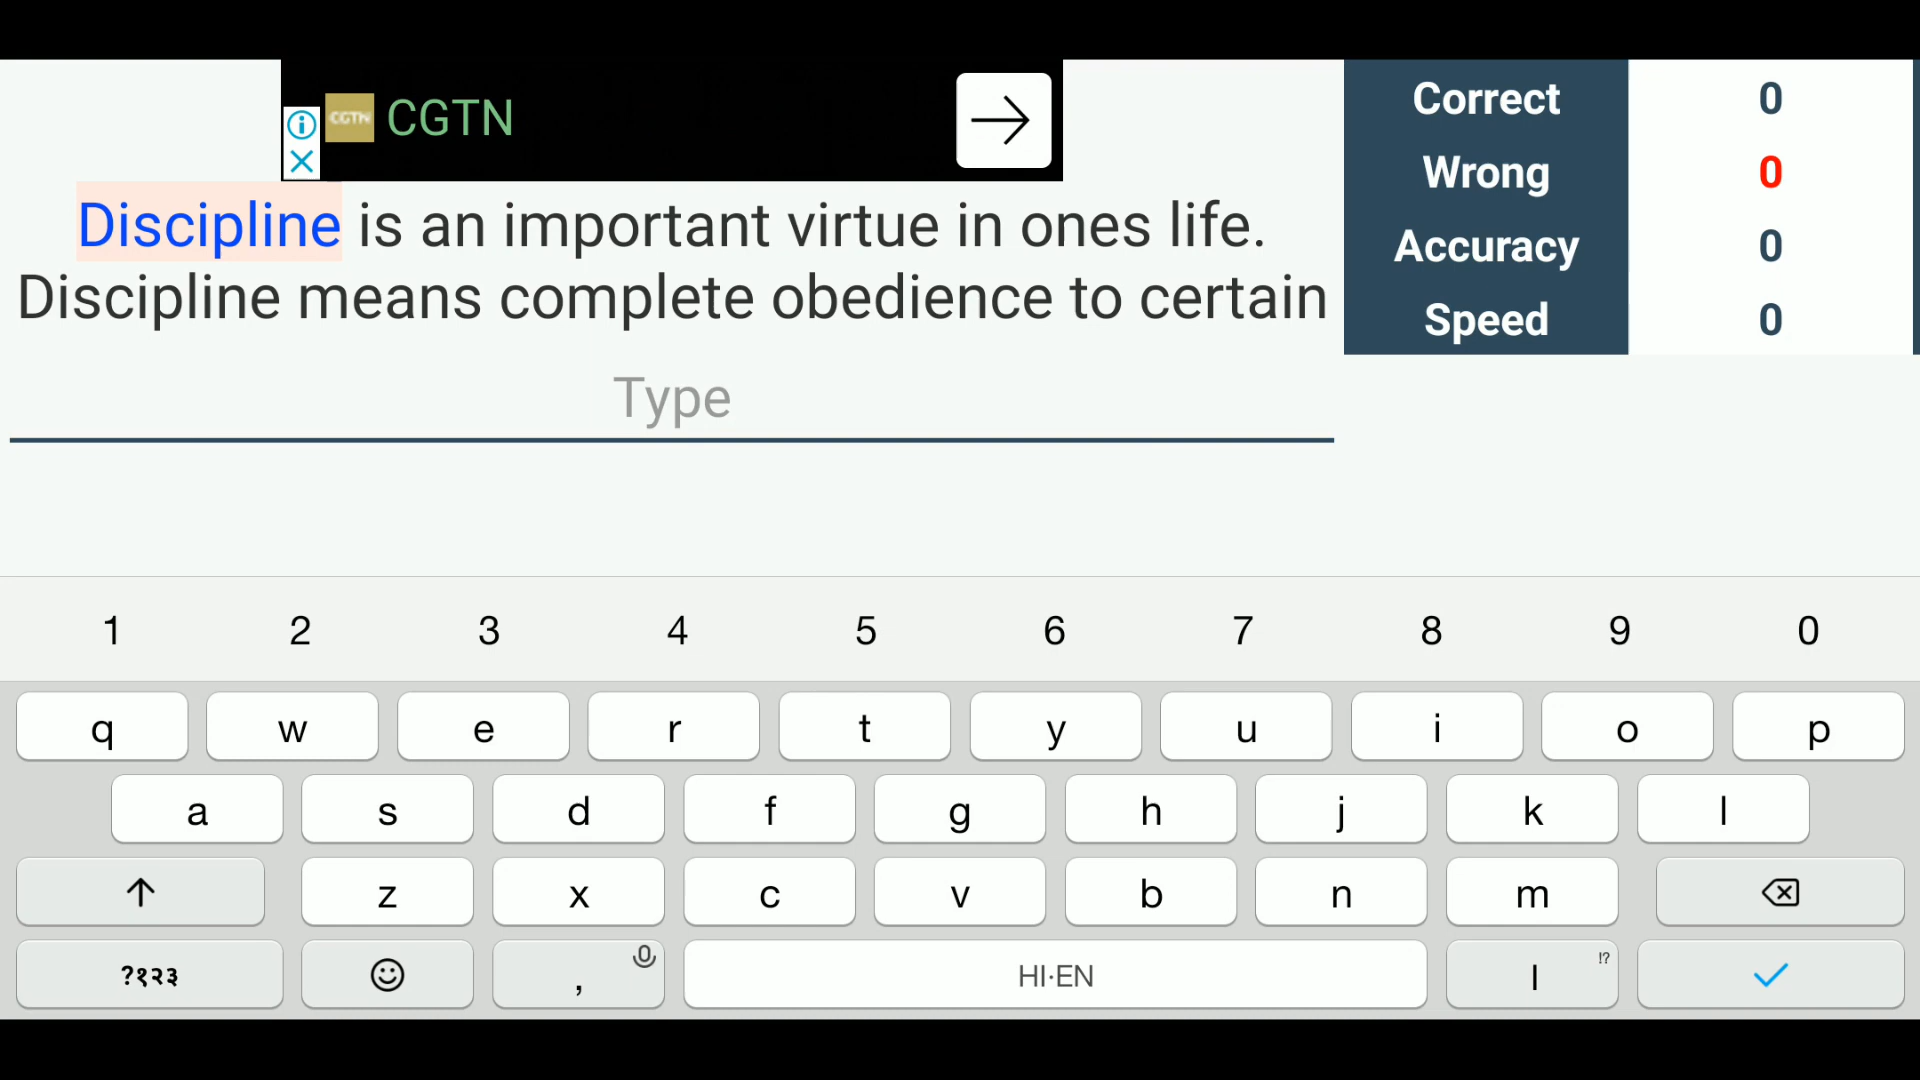 CGTN CGTN
Correct 0
Wrong 0
Accuracy 0
Speed 0
Discipline is an important virtue in ones life.
Discipline means complete obedience to certain
Type
1 2 3 4 5 6 7 8 9 0
q w e r t y u i o p
a s d f g h j k l
z x c v b n m
?१२३ , HI·EN । !?